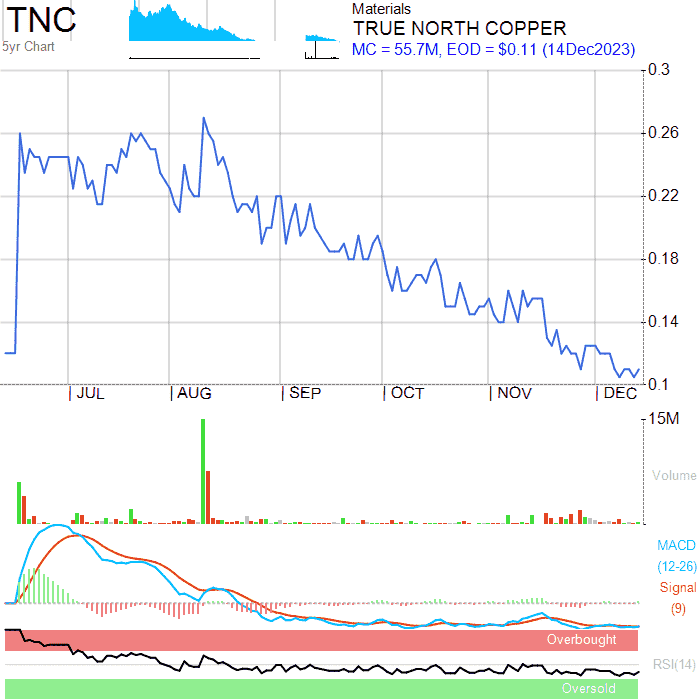 TNC
5yr Chart
Materials
TRUE NORTH COPPER
MC = 55.7M, EOD = $0.11 (14Dec2023)
0.3
0.26
0.22
0.18
0.14
0.1
JUL AUG SEP OCT NOV DEC
15M
Volume
MACD
(12-26)
Signal
(9)
Overbought
RSI(14)
Oversold